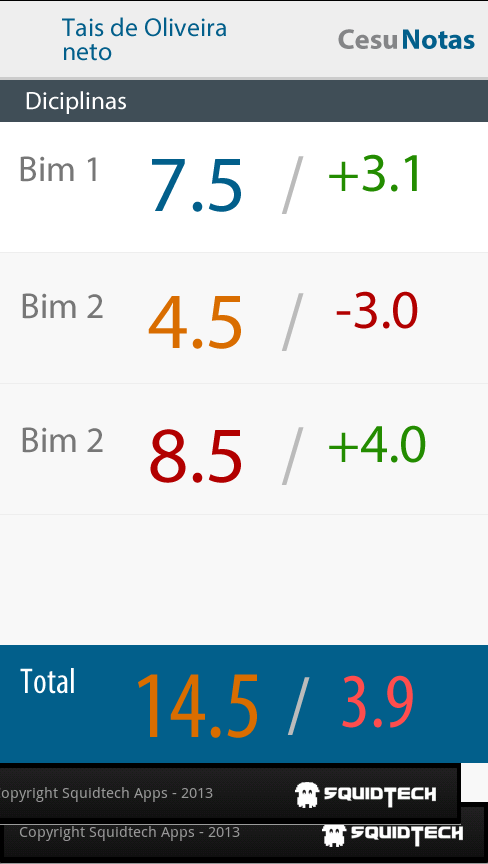 Tais de Oliveira
neto
CesuNotas
Diciplinas
Bim 1 7.5 / +3.1
Bim 2 4.5 / -3.0
Bim 2 8.5 / +4.0
Total 14.5 / 3.9
opyright Squidtech Apps - 2013 SQUIDTECH
Copyright Squidtech Apps - 2013 SQUIDTECH